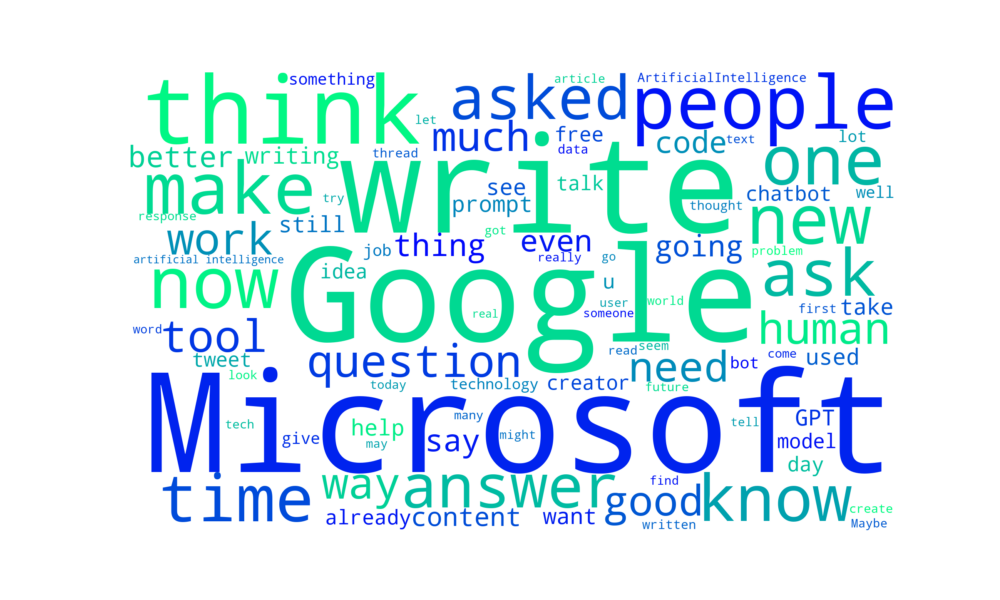 something
article
ArtificialIntelligence
think
asked
people
let
much
free
code
text
lot
better
writing
thread
data
one
make
write
see
talk
chatbot
well
try
prompt
thought
new
response
work
still
got
thing
even
going
problem
artificial intelligence
job
really
go
ask
now
idea
Google
u
user
world
first
take
real
someone
human
word
tool
question
read
seem
need
bot
come
used
tweet
look
today
technology
creator
future
Microsoft
tech
give
help
may
say
many
might
tell
GPT
model
day
time
way
answer
good
find
know
already
content
want
written
create
Maybe